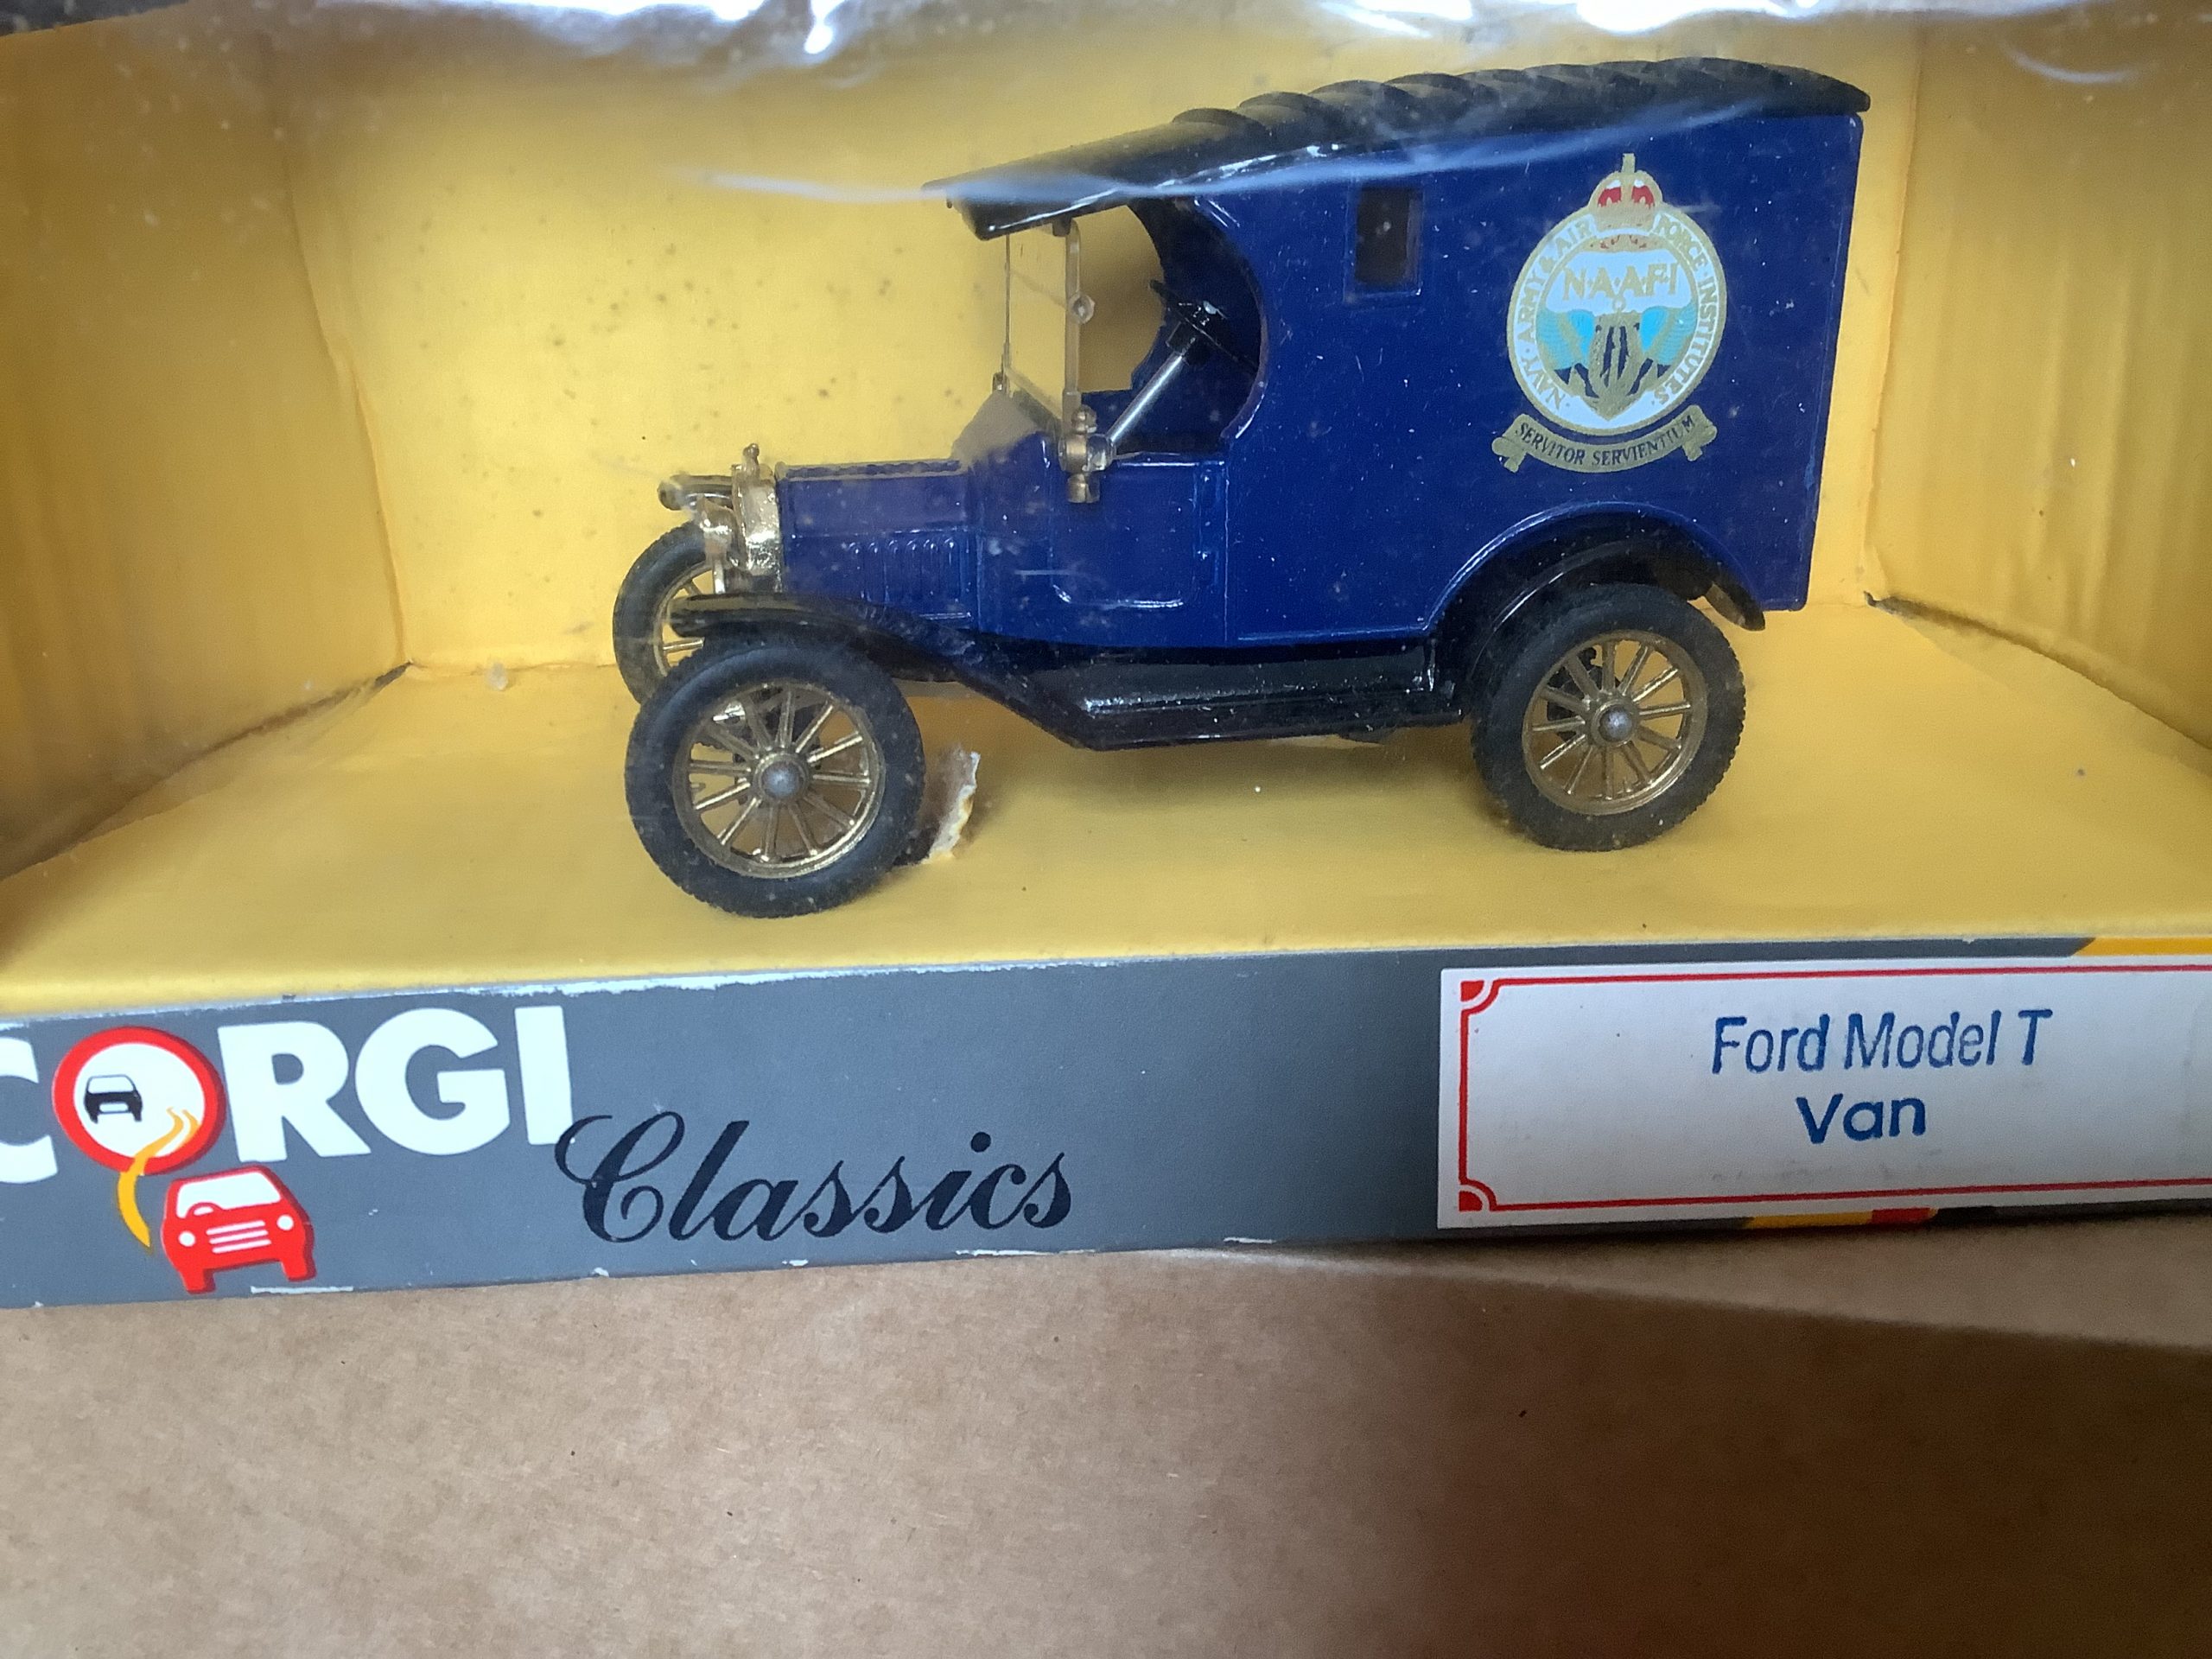 N·A·A·F·I
NAVY·ARMY & AIR FORCE·INSTITUTES·
SERVITOR SERVIENTIUM
CORGI
Classics
Ford Model T
Van